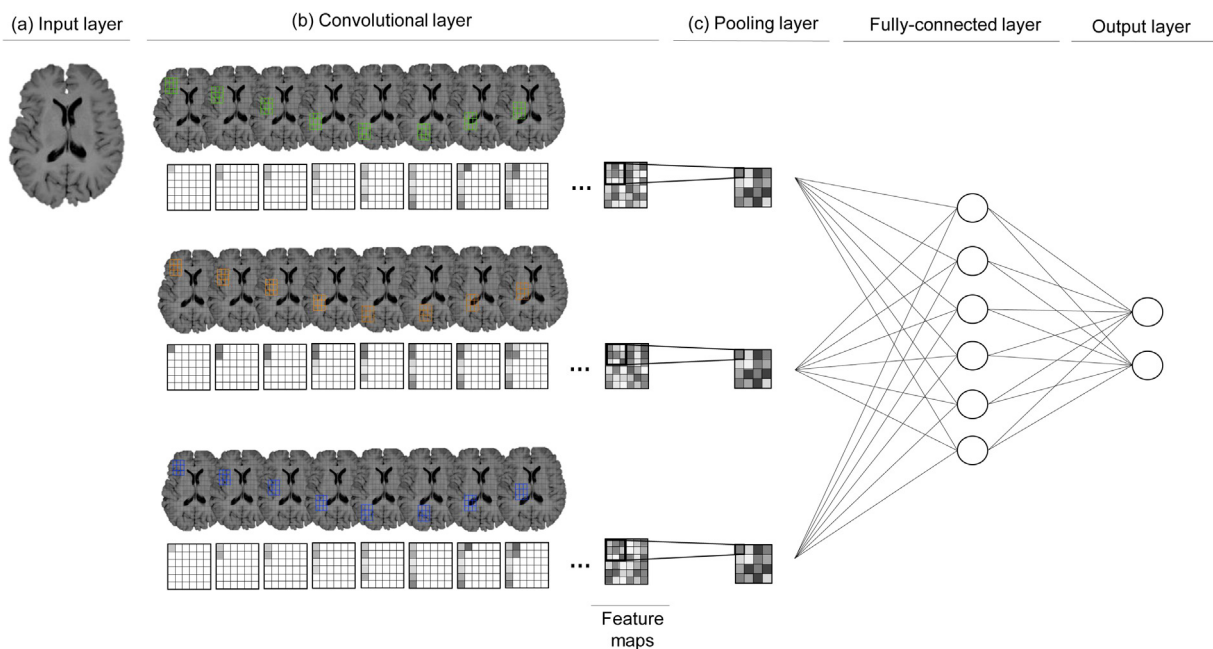 (a) Input layer
(b) Convolutional layer
(c) Pooling layer
Fully-connected layer
Output layer
...
...
...
Feature
maps